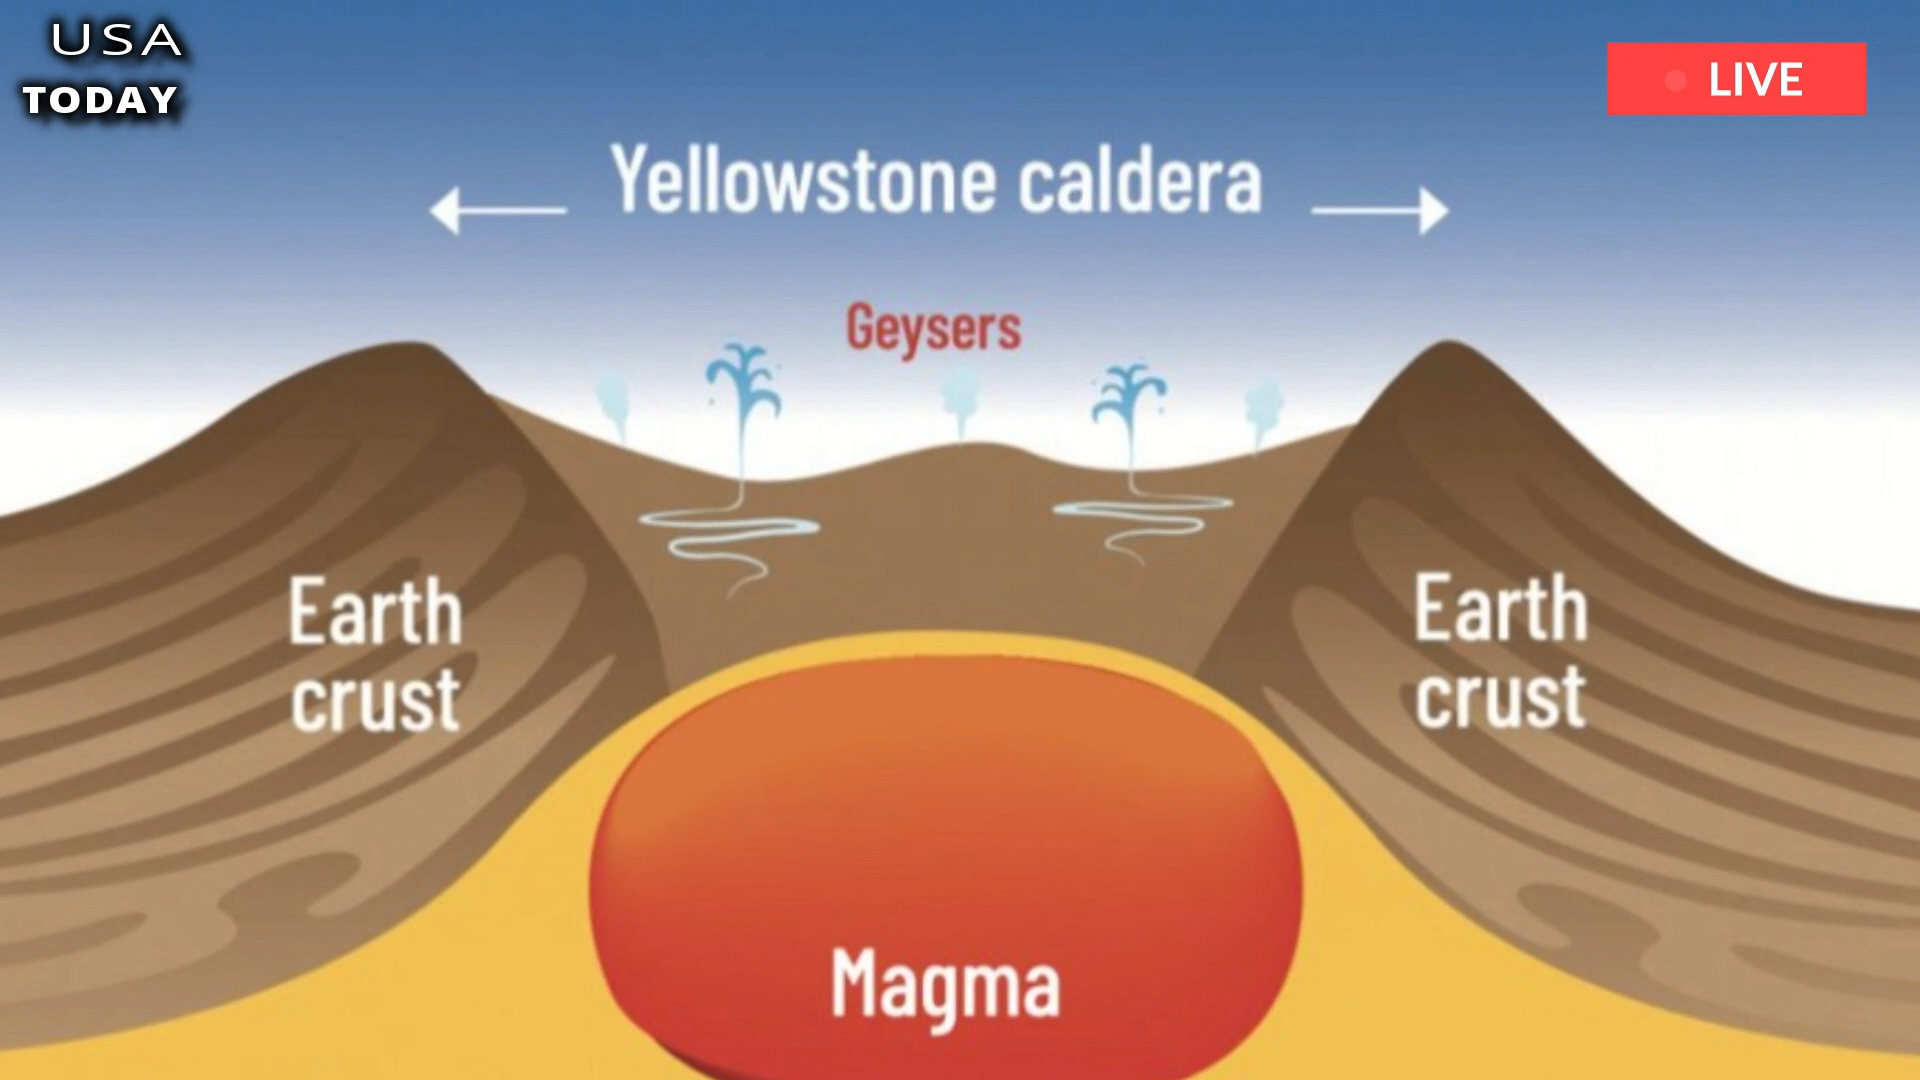 USA
TODAY
LIVE
Yellowstone caldera
Geysers
Earth
crust
Earth
crust
Magma